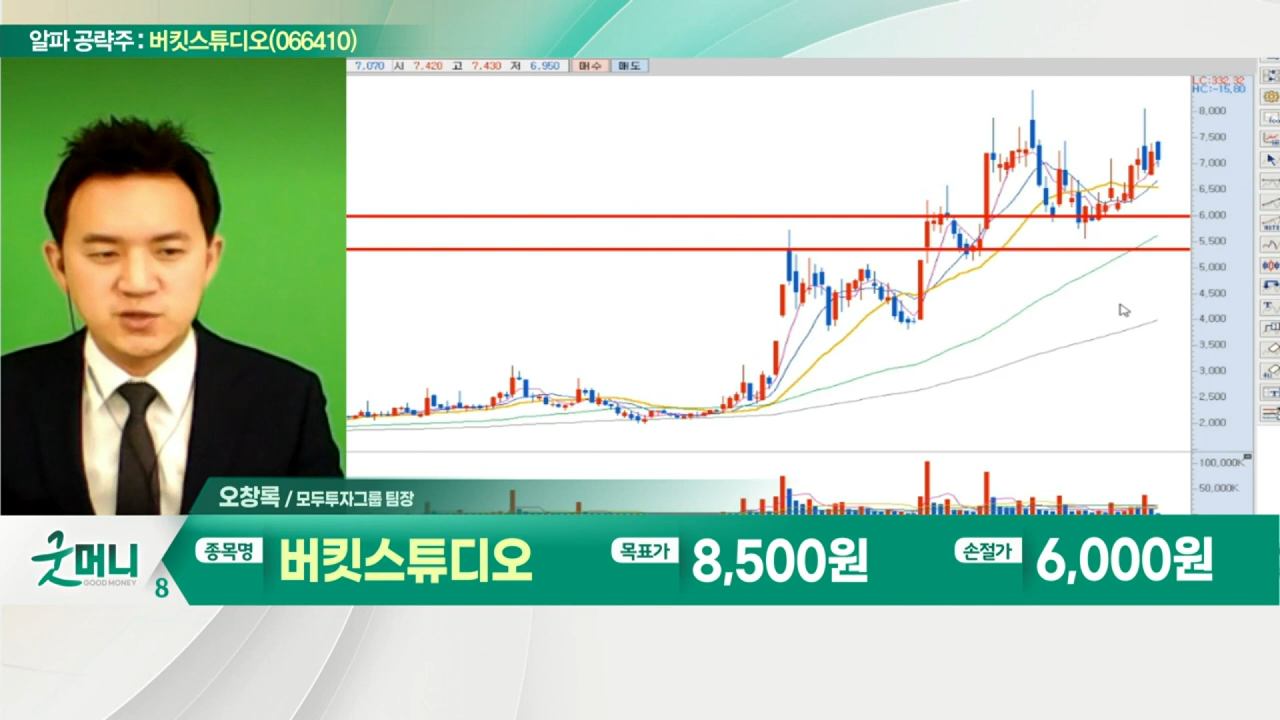 알파 공략주 : 버킷스튜디오(066410)
7,070 시 7,420 고 7,430 저 6,950 매수 매도
LC:332.32
HC:-15.80
8,000
7,500
7,000
6,500
6,000
5,500
5,000
4,500
4,000
3,500
3,000
2,500
2,000
100,000K
50,000K
오창록 / 모두투자그룹 팀장
굿머니
GOOD MONEY
8
종목명 버킷스튜디오 목표가 8,500원 손절가 6,000원